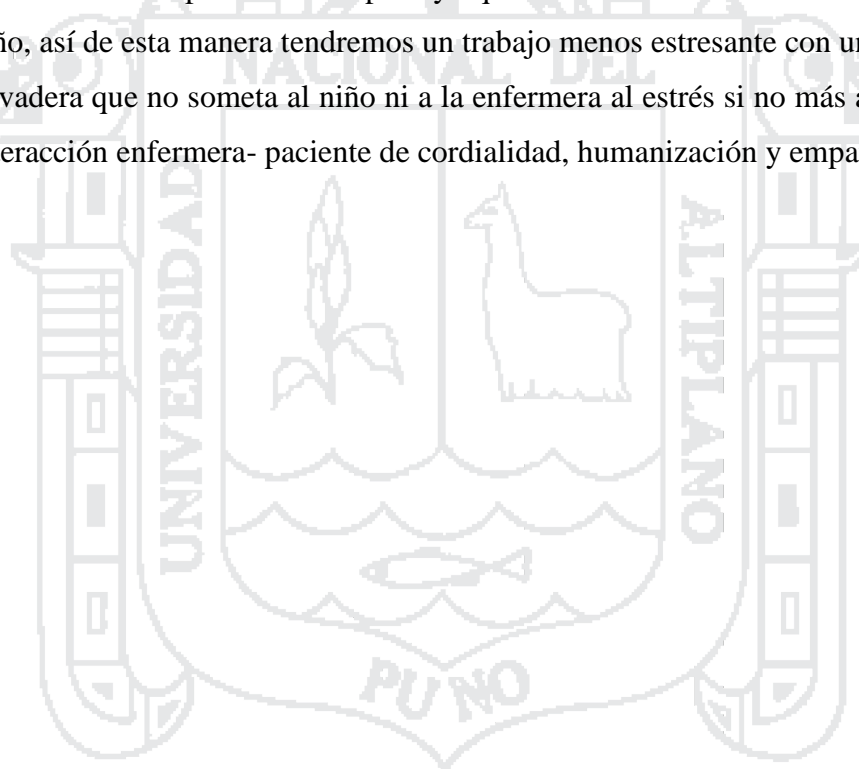 ño, así de esta manera tendremos un trabajo menos estresante con un
vadera que no someta al niño ni a la enfermera al estrés si no más a
eracción enfermera- paciente de cordialidad, humanización y empa
NACIONAL DEL
UNIVERSIDAD
ALTIPLANO
PUNO